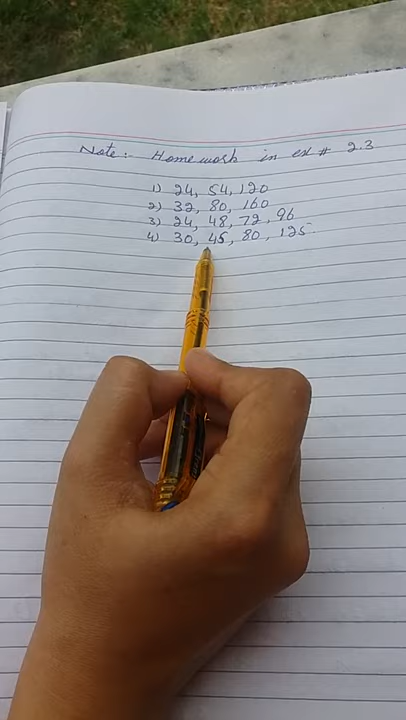 Note:- Home work in ex # 2.3
1) 24, 54, 120
2) 32, 80, 160
3) 24, 48, 72, 96
4) 30, 45, 80, 125